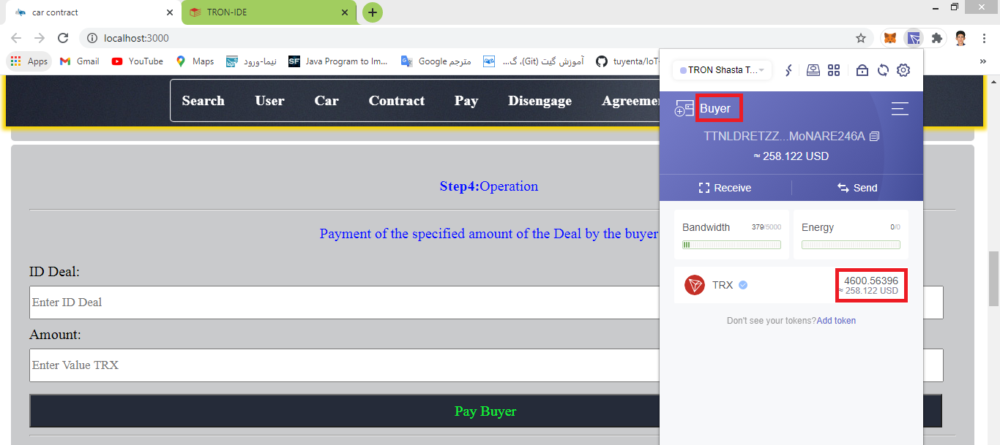 car contract
TRON-IDE
localhost:3000
Apps
Gmail
YouTube
Maps
نیما-ورود
SF
Java Program to Im...
مترجم Google
آموزش گیت (Git)، گ...
tuyenta/IoT-
»
Search
User
Car
Contract
Pay
Disengage
Agreemen
TRON Shasta T...
Buyer
TTNLDRETZZ...MoNARE246A
≈ 258.122 USD
Receive
Send
Bandwidth
379/5000
Energy
0/0
TRX
4600.56396
≈ 258.122 USD
Don't see your tokens?Add token
Step4:Operation
Payment of the specified amount of the Deal by the buyer
ID Deal:
Enter ID Deal
Amount:
Enter Value TRX
Pay Buyer